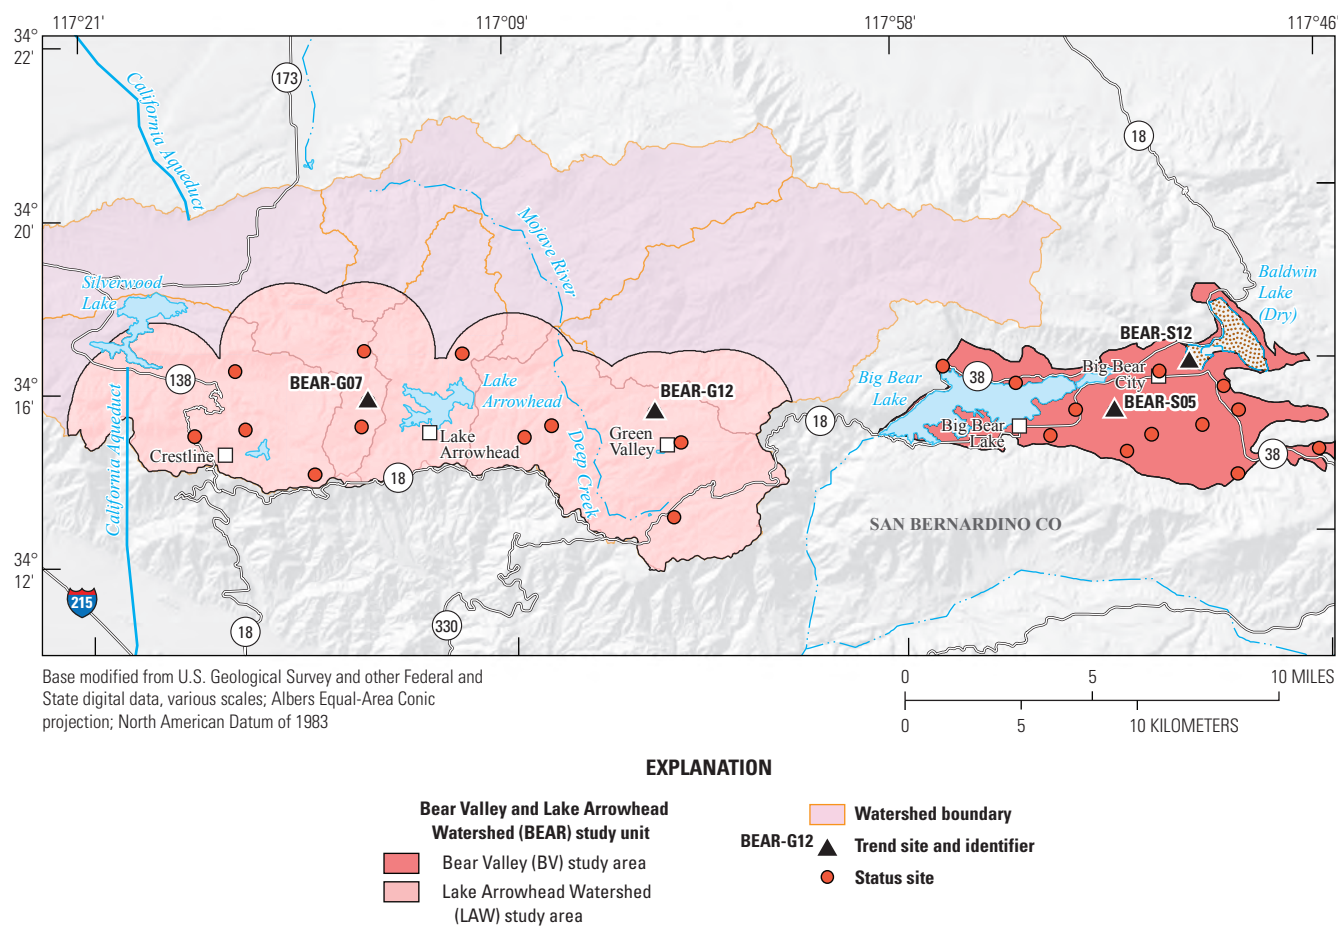 117°21'
117°09'
117°58'
117°46'
34°
22'
173
California Aqueduct
18
34°
20'
Mojave River
Silverwood
Lake
Baldwin
Lake
(Dry)
BEAR-S12
138
BEAR-G07
Lake
Arrowhead
BEAR-G12
Big Bear
Lake
38
Big Bear
City
BEAR-S05
34°
16'
18
Lake
Arrowhead
Green
Valley
Big Bear
Lake
Crestline
38
California Aqueduct
18
Deep Creek
SAN BERNARDINO CO
34°
12'
215
18
330
Base modified from U.S. Geological Survey and other Federal and
State digital data, various scales; Albers Equal-Area Conic
projection; North American Datum of 1983
0 5 10 MILES
0 5 10 KILOMETERS
EXPLANATION
Bear Valley and Lake Arrowhead
Watershed (BEAR) study unit
Bear Valley (BV) study area
Lake Arrowhead Watershed
(LAW) study area
Watershed boundary
BEAR-G12 Trend site and identifier
Status site